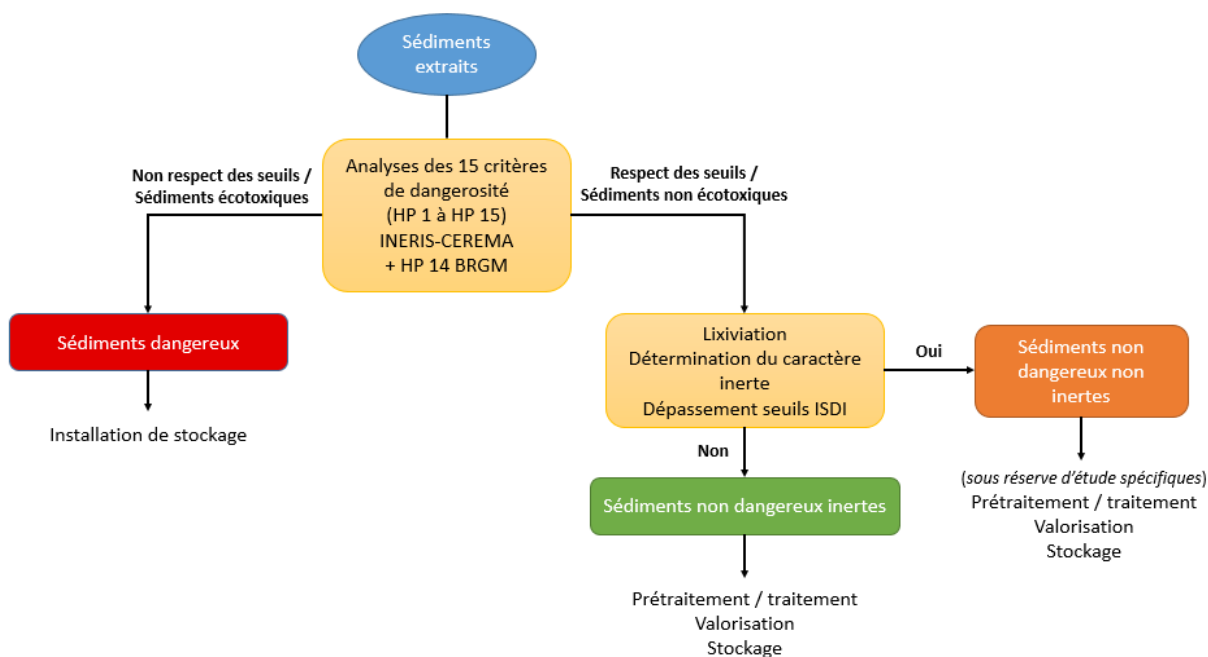 Sédiments
extraits
Analyses des 15 critères
de dangerosité
(HP 1 à HP 15)
INERIS-CEREMA
+ HP 14 BRGM
Non respect des seuils /
Sédiments écotoxiques
Respect des seuils /
Sédiments non écotoxiques
Sédiments dangereux
Installation de stockage
Lixiviation
Détermination du caractère
inerte
Dépassement seuils ISDI
Oui
Sédiments non
dangereux non
inertes
(sous réserve d'étude spécifiques)
Prétraitement / traitement
Valorisation
Stockage
Non
Sédiments non dangereux inertes
Prétraitement / traitement
Valorisation
Stockage